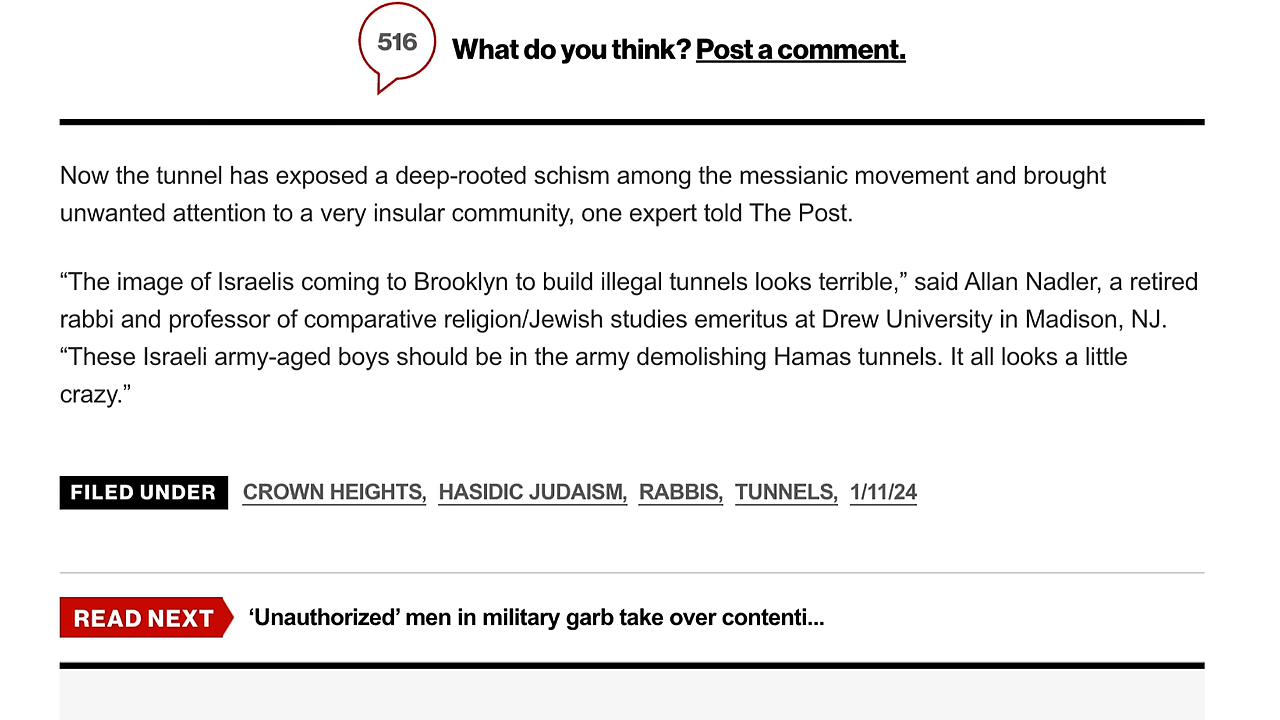 516
What do you think? Post a comment.
Now the tunnel has exposed a deep-rooted schism among the messianic movement and brought
unwanted attention to a very insular community, one expert told The Post.
“The image of Israelis coming to Brooklyn to build illegal tunnels looks terrible,” said Allan Nadler, a retired
rabbi and professor of comparative religion/Jewish studies emeritus at Drew University in Madison, NJ.
“These Israeli army-aged boys should be in the army demolishing Hamas tunnels. It all looks a little
crazy.”
FILED UNDER CROWN HEIGHTS, HASIDIC JUDAISM, RABBIS, TUNNELS, 1/11/24
READ NEXT ‘Unauthorized’ men in military garb take over contenti...